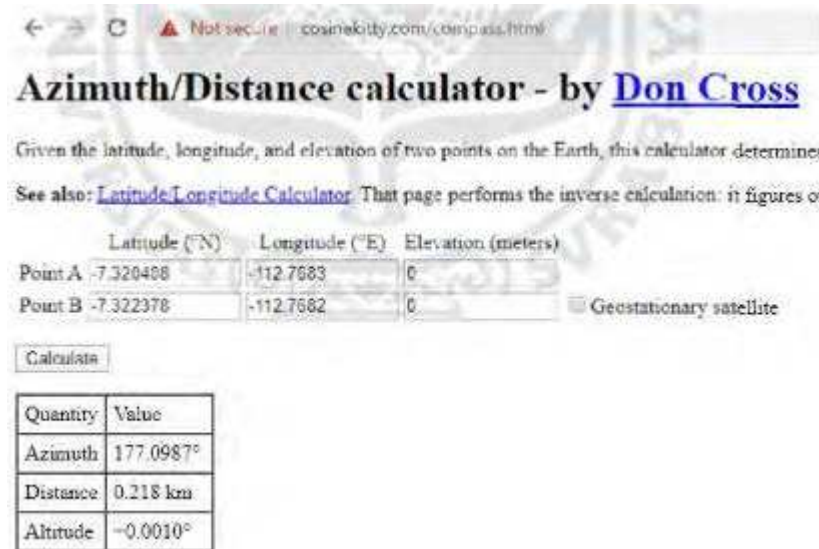 Not secure cosinekitty.com/compass.html
Azimuth/Distance calculator - by Don Cross
Given the latitude, longitude, and elevation of two points on the Earth, this calculator determines
See also: Latitude/Longitude Calculator. That page performs the inverse calculation: it figures o
Latitude (°N) Longitude (°E) Elevation (meters)
Point A -7.320408 -112.7683 0
Point B -7.322378 -112.7682 0 Geostationary satellite
Calculate
Quantity Value
Azimuth 177.0987°
Distance 0.218 km
Altitude −0.0010°